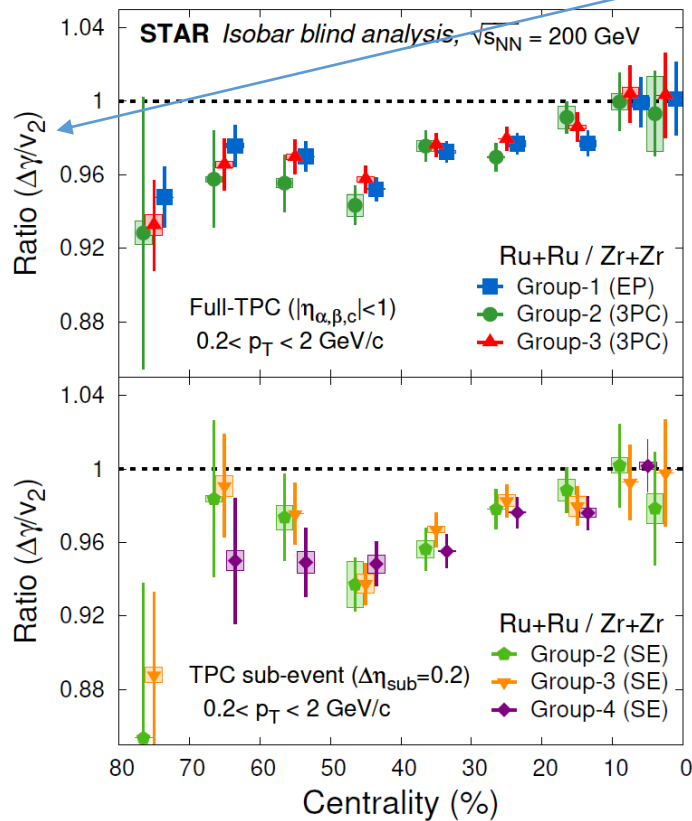 STAR Isobar blind analysis, √sNN = 200 GeV
1.04
1
0.96
0.92
0.88
Ratio (Δγ/v2)
Ru+Ru / Zr+Zr
Group-1 (EP)
Group-2 (3PC)
Group-3 (3PC)
Full-TPC (|ηα,β,c|<1)
0.2< pT < 2 GeV/c
1.04
1
0.96
0.92
0.88
Ratio (Δγ/v2)
Ru+Ru / Zr+Zr
Group-2 (SE)
Group-3 (SE)
Group-4 (SE)
TPC sub-event (Δηsub=0.2)
0.2< pT < 2 GeV/c
80 70 60 50 40 30 20 10 0
Centrality (%)